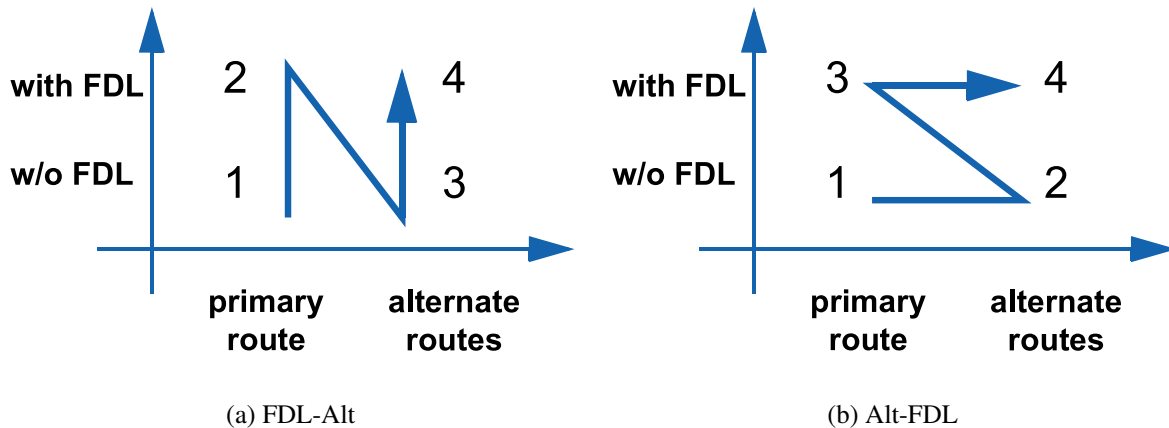 with FDL 2 4
w/o FDL 1 3
primary route
alternate routes
(a) FDL-Alt
with FDL 3 4
w/o FDL 1 2
primary route
alternate routes
(b) Alt-FDL